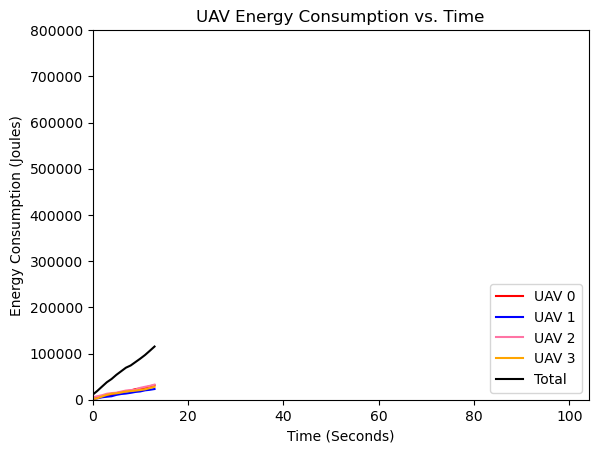 UAV Energy Consumption vs. Time
Energy Consumption (Joules)
800000
700000
600000
500000
400000
300000
200000
100000
0
0 20 40 60 80 100
Time (Seconds)
UAV 0
UAV 1
UAV 2
UAV 3
Total